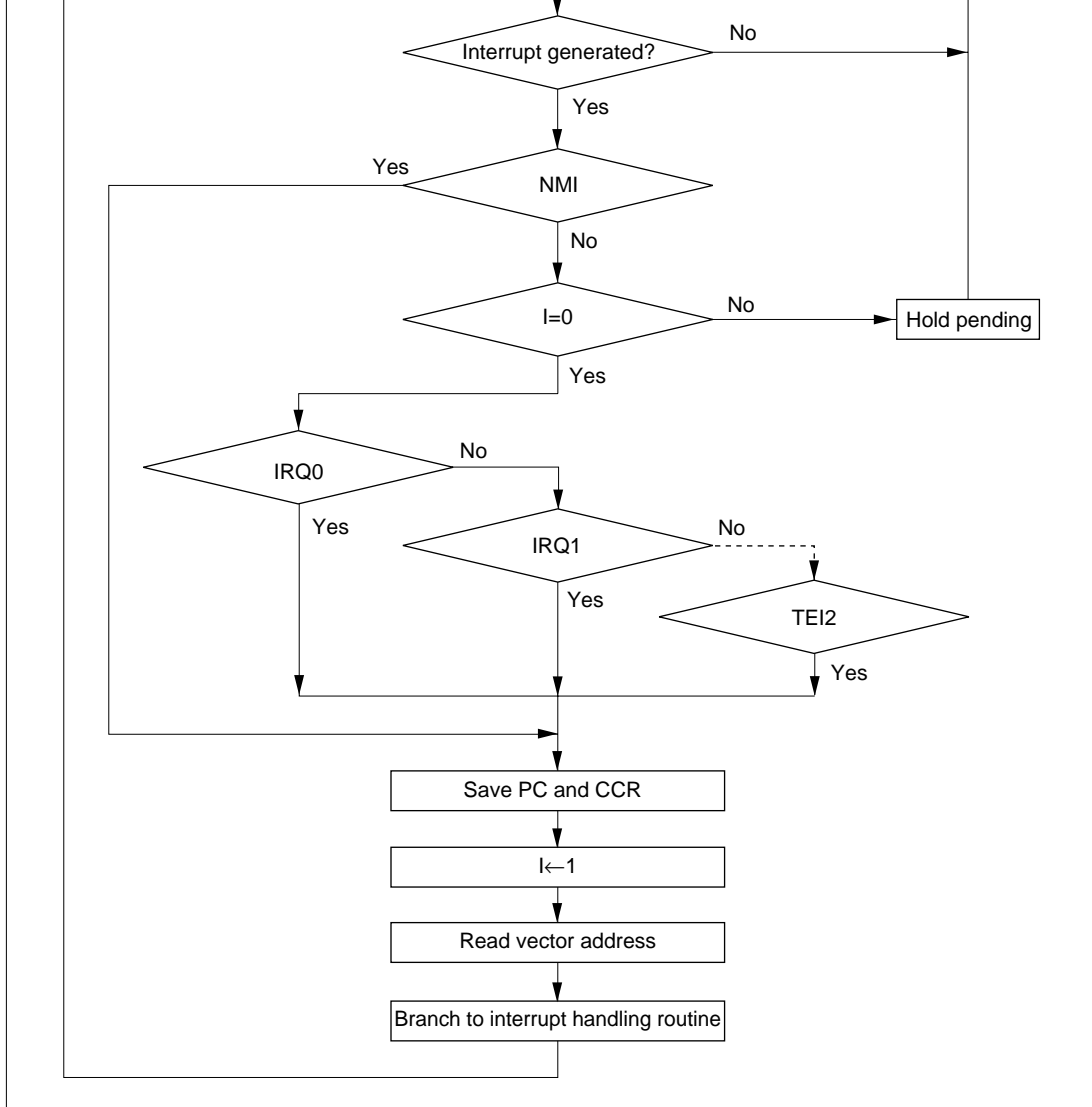 Interrupt generated?
No
Yes
Yes
NMI
No
I=0
No
Hold pending
Yes
IRQ0
No
Yes
IRQ1
No
Yes
TEI2
Yes
Save PC and CCR
I←1
Read vector address
Branch to interrupt handling routine